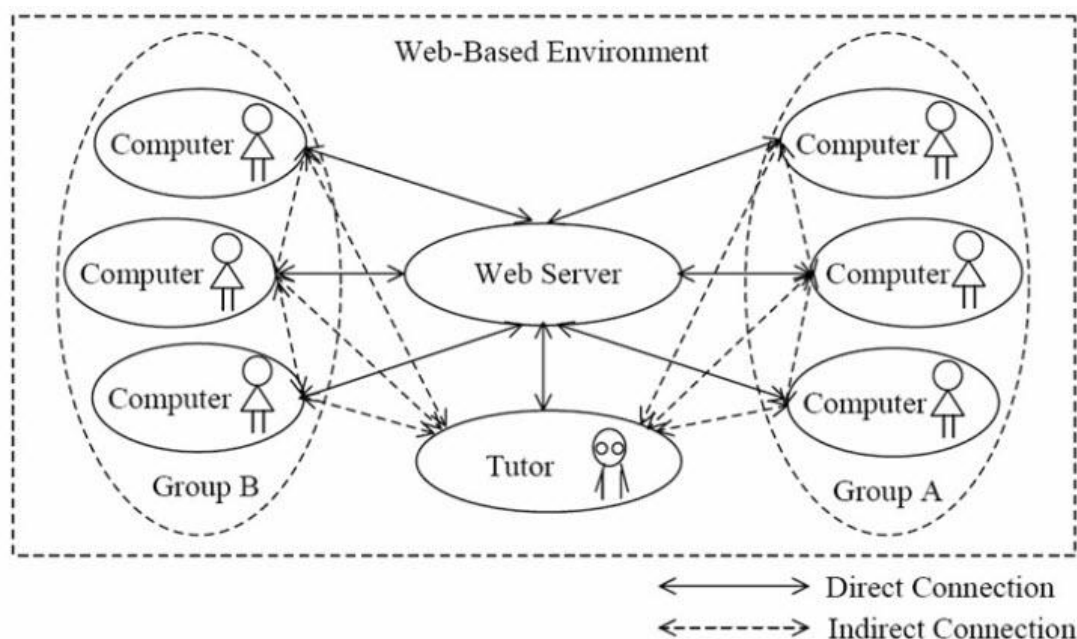 Web-Based Environment
Computer
Computer
Computer
Computer
Web Server
Computer
Computer
Computer
Tutor
Group B
Group A
Direct Connection
Indirect Connection